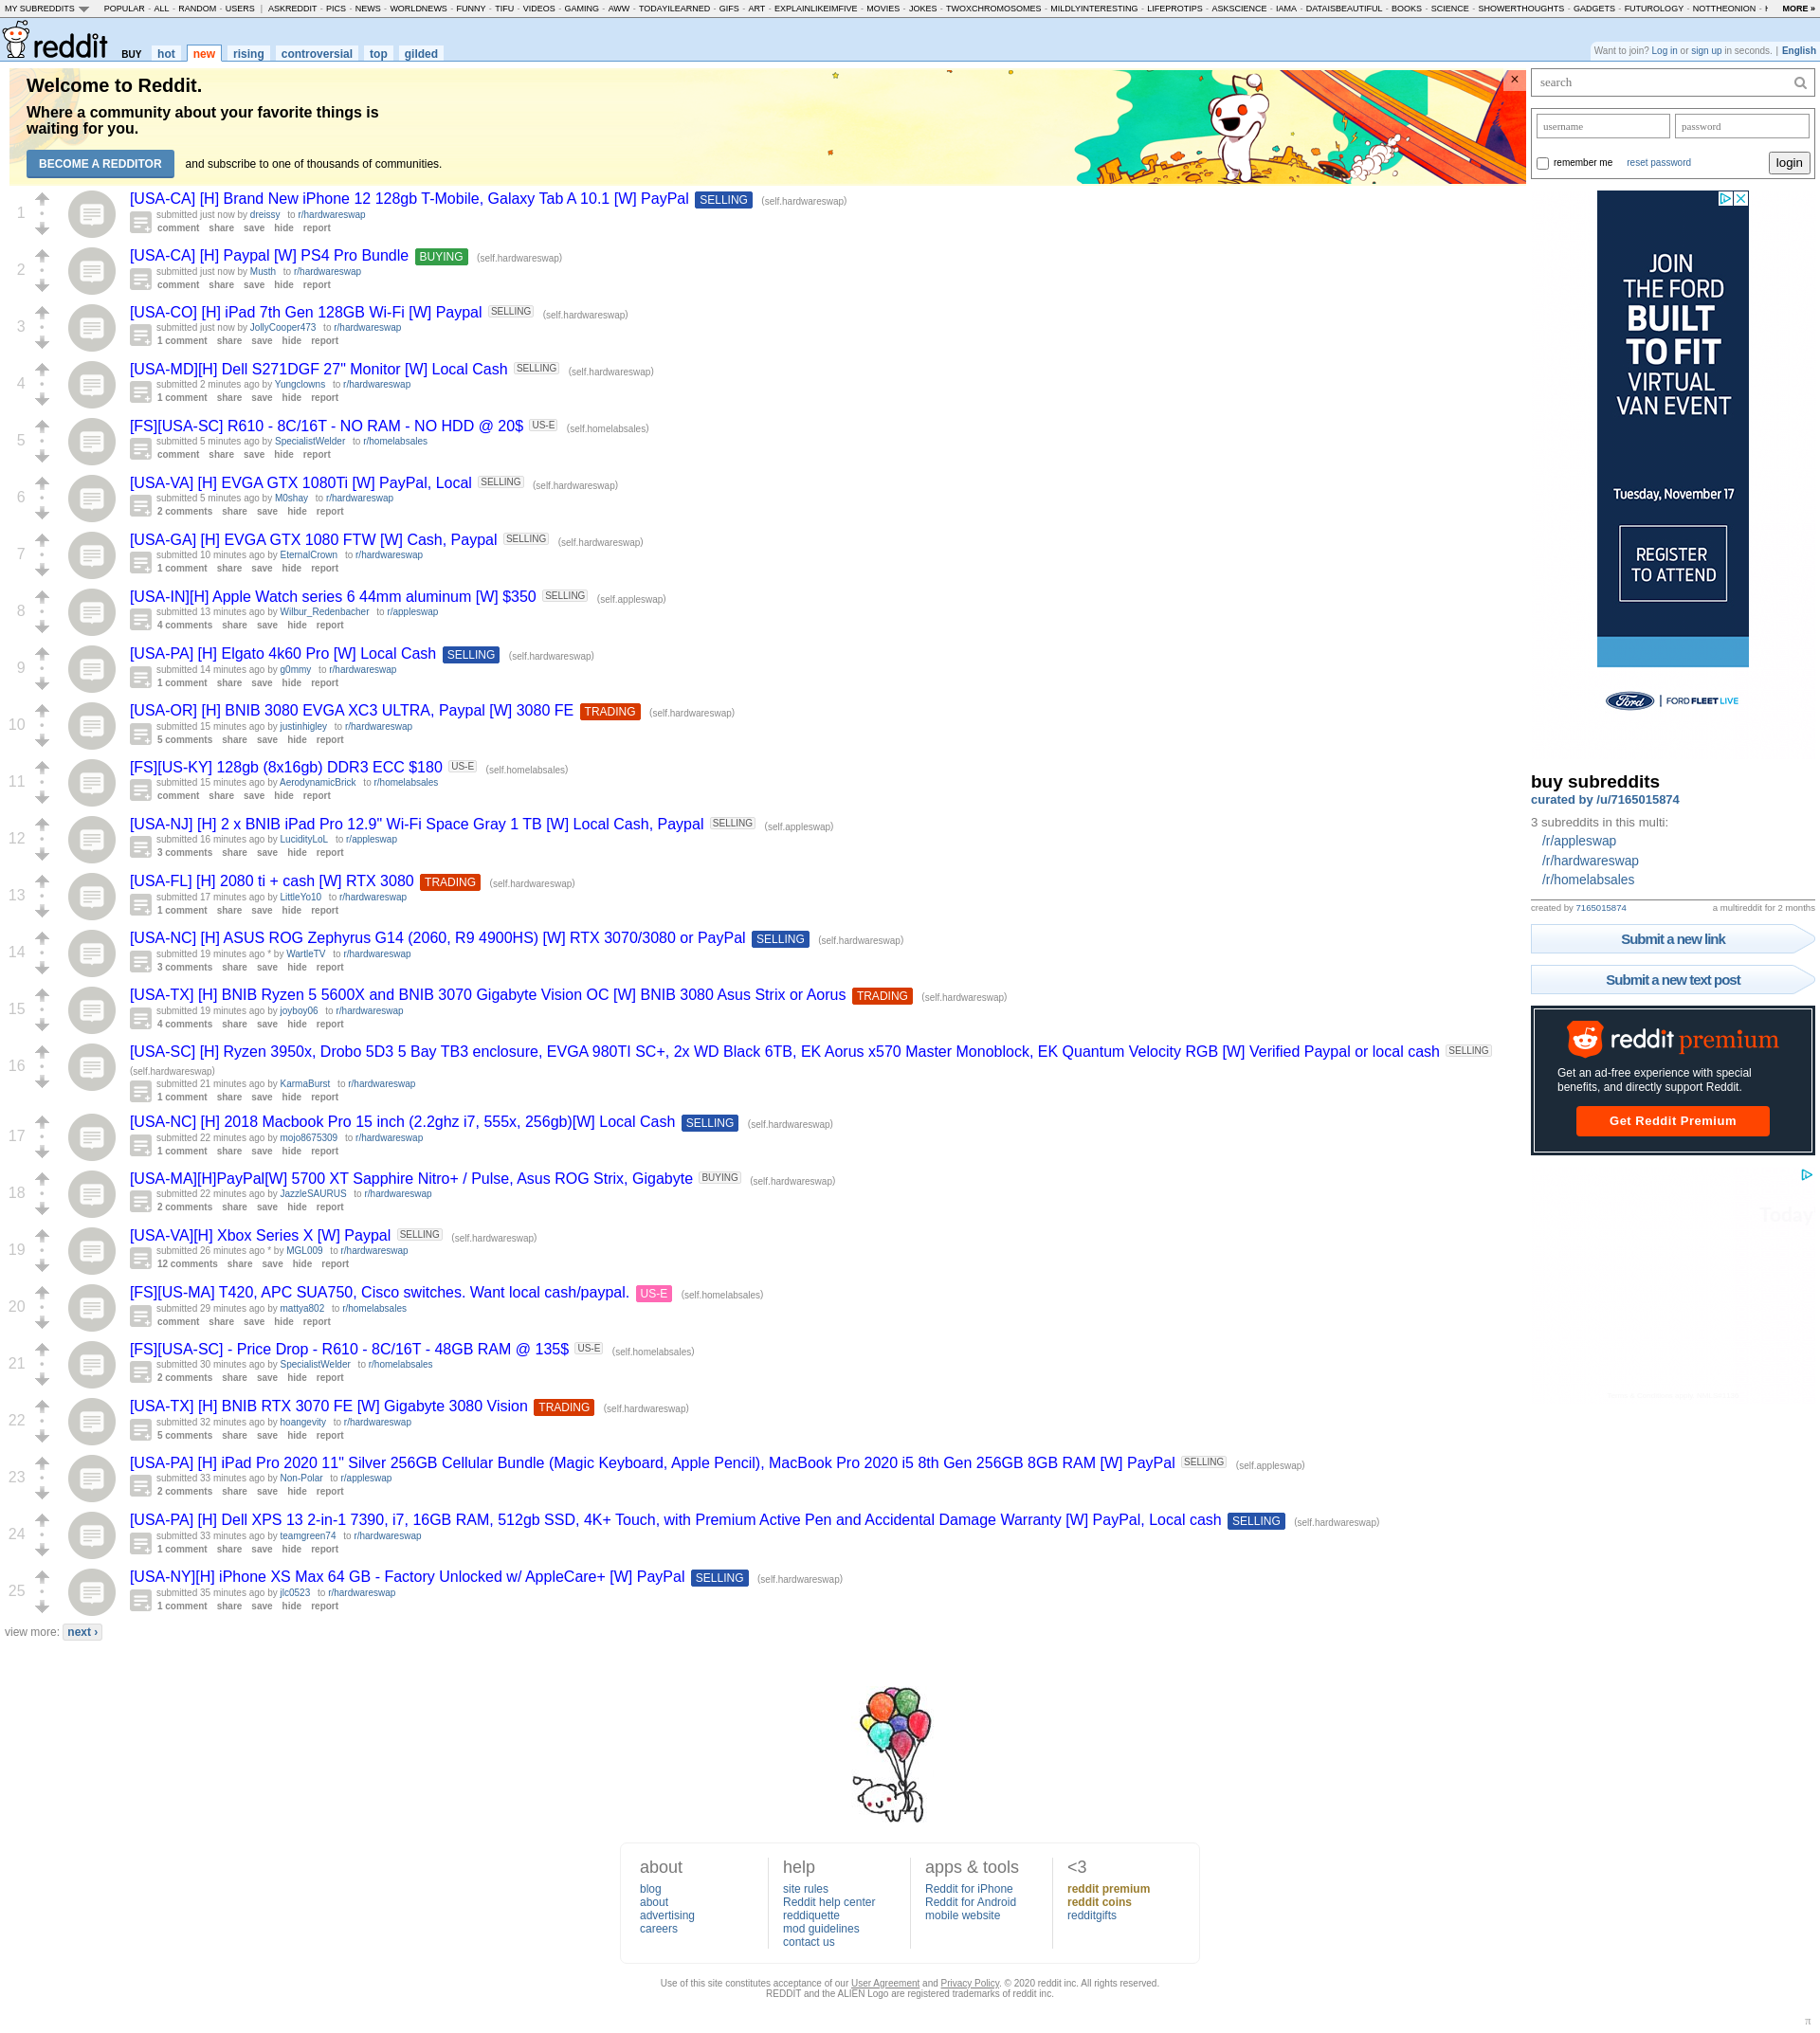 MY SUBREDDITS POPULAR - ALL - RANDOM - USERS | ASKREDDIT - PICS - NEWS - WORLDNEWS - FUNNY - TIFU - VIDEOS - GAMING - AWW - TODAYILEARNED - GIFS - ART - EXPLAINLIKEIMFIVE - MOVIES - JOKES - TWOXCHROMOSOMES - MILDLYINTERESTING - LIFEPROTIPS - ASKSCIENCE - IAMA - DATAISBEAUTIFUL - BOOKS - SCIENCE - SHOWERTHOUGHTS - GADGETS - FUTUROLOGY - NOTTHEONION - MORE »
reddit BUY hot new rising controversial top gilded
Want to join? Log in or sign up in seconds. | English
Welcome to Reddit.
Where a community about your favorite things is
waiting for you.
BECOME A REDDITOR and subscribe to one of thousands of communities.
×
1
[USA-CA] [H] Brand New iPhone 12 128gb T-Mobile, Galaxy Tab A 10.1 [W] PayPal SELLING (self.hardwareswap)
submitted just now by dreissy to r/hardwareswap
comment share save hide report
2
[USA-CA] [H] Paypal [W] PS4 Pro Bundle BUYING (self.hardwareswap)
submitted just now by Musth to r/hardwareswap
comment share save hide report
3
[USA-CO] [H] iPad 7th Gen 128GB Wi-Fi [W] Paypal SELLING (self.hardwareswap)
submitted just now by JollyCooper473 to r/hardwareswap
1 comment share save hide report
4
[USA-MD][H] Dell S271DGF 27" Monitor [W] Local Cash SELLING (self.hardwareswap)
submitted 2 minutes ago by Yungclowns to r/hardwareswap
1 comment share save hide report
5
[FS][USA-SC] R610 - 8C/16T - NO RAM - NO HDD @ 20$ US-E (self.homelabsales)
submitted 5 minutes ago by SpecialistWelder to r/homelabsales
comment share save hide report
6
[USA-VA] [H] EVGA GTX 1080Ti [W] PayPal, Local SELLING (self.hardwareswap)
submitted 5 minutes ago by M0shay to r/hardwareswap
2 comments share save hide report
7
[USA-GA] [H] EVGA GTX 1080 FTW [W] Cash, Paypal SELLING (self.hardwareswap)
submitted 10 minutes ago by EternalCrown to r/hardwareswap
1 comment share save hide report
8
[USA-IN][H] Apple Watch series 6 44mm aluminum [W] $350 SELLING (self.appleswap)
submitted 13 minutes ago by Wilbur_Redenbacher to r/appleswap
4 comments share save hide report
9
[USA-PA] [H] Elgato 4k60 Pro [W] Local Cash SELLING (self.hardwareswap)
submitted 14 minutes ago by g0mmy to r/hardwareswap
1 comment share save hide report
10
[USA-OR] [H] BNIB 3080 EVGA XC3 ULTRA, Paypal [W] 3080 FE TRADING (self.hardwareswap)
submitted 15 minutes ago by justinhigley to r/hardwareswap
5 comments share save hide report
11
[FS][US-KY] 128gb (8x16gb) DDR3 ECC $180 US-E (self.homelabsales)
submitted 15 minutes ago by AerodynamicBrick to r/homelabsales
comment share save hide report
12
[USA-NJ] [H] 2 x BNIB iPad Pro 12.9" Wi-Fi Space Gray 1 TB [W] Local Cash, Paypal SELLING (self.appleswap)
submitted 16 minutes ago by LucidityLoL to r/appleswap
3 comments share save hide report
13
[USA-FL] [H] 2080 ti + cash [W] RTX 3080 TRADING (self.hardwareswap)
submitted 17 minutes ago by LittleYo10 to r/hardwareswap
1 comment share save hide report
14
[USA-NC] [H] ASUS ROG Zephyrus G14 (2060, R9 4900HS) [W] RTX 3070/3080 or PayPal SELLING (self.hardwareswap)
submitted 19 minutes ago * by WartleTV to r/hardwareswap
3 comments share save hide report
15
[USA-TX] [H] BNIB Ryzen 5 5600X and BNIB 3070 Gigabyte Vision OC [W] BNIB 3080 Asus Strix or Aorus TRADING (self.hardwareswap)
submitted 19 minutes ago by joyboy06 to r/hardwareswap
4 comments share save hide report
16
[USA-SC] [H] Ryzen 3950x, Drobo 5D3 5 Bay TB3 enclosure, EVGA 980TI SC+, 2x WD Black 6TB, EK Aorus x570 Master Monoblock, EK Quantum Velocity RGB [W] Verified Paypal or local cash SELLING
(self.hardwareswap)
submitted 21 minutes ago by KarmaBurst to r/hardwareswap
1 comment share save hide report
17
[USA-NC] [H] 2018 Macbook Pro 15 inch (2.2ghz i7, 555x, 256gb)[W] Local Cash SELLING (self.hardwareswap)
submitted 22 minutes ago by mojo8675309 to r/hardwareswap
1 comment share save hide report
18
[USA-MA][H]PayPal[W] 5700 XT Sapphire Nitro+ / Pulse, Asus ROG Strix, Gigabyte BUYING (self.hardwareswap)
submitted 22 minutes ago by JazzleSAURUS to r/hardwareswap
2 comments share save hide report
19
[USA-VA][H] Xbox Series X [W] Paypal SELLING (self.hardwareswap)
submitted 26 minutes ago * by MGL009 to r/hardwareswap
12 comments share save hide report
20
[FS][US-MA] T420, APC SUA750, Cisco switches. Want local cash/paypal. US-E (self.homelabsales)
submitted 29 minutes ago by mattya802 to r/homelabsales
comment share save hide report
21
[FS][USA-SC] - Price Drop - R610 - 8C/16T - 48GB RAM @ 135$ US-E (self.homelabsales)
submitted 30 minutes ago by SpecialistWelder to r/homelabsales
2 comments share save hide report
22
[USA-TX] [H] BNIB RTX 3070 FE [W] Gigabyte 3080 Vision TRADING (self.hardwareswap)
submitted 32 minutes ago by hoangevity to r/hardwareswap
5 comments share save hide report
23
[USA-PA] [H] iPad Pro 2020 11" Silver 256GB Cellular Bundle (Magic Keyboard, Apple Pencil), MacBook Pro 2020 i5 8th Gen 256GB 8GB RAM [W] PayPal SELLING (self.appleswap)
submitted 33 minutes ago by Non-Polar to r/appleswap
2 comments share save hide report
24
[USA-PA] [H] Dell XPS 13 2-in-1 7390, i7, 16GB RAM, 512gb SSD, 4K+ Touch, with Premium Active Pen and Accidental Damage Warranty [W] PayPal, Local cash SELLING (self.hardwareswap)
submitted 33 minutes ago by teamgreen74 to r/hardwareswap
1 comment share save hide report
25
[USA-NY][H] iPhone XS Max 64 GB - Factory Unlocked w/ AppleCare+ [W] PayPal SELLING (self.hardwareswap)
submitted 35 minutes ago by jlc0523 to r/hardwareswap
1 comment share save hide report
view more: next ›
search
username password
remember me reset password login
JOIN
THE FORD
BUILT
TO FIT
VIRTUAL
VAN EVENT
Tuesday, November 17
REGISTER
TO ATTEND
Ford | FORD FLEET LIVE
buy subreddits
curated by /u/7165015874
3 subreddits in this multi:
/r/appleswap
/r/hardwareswap
/r/homelabsales
created by 7165015874 a multireddit for 2 months
Submit a new link
Submit a new text post
reddit premium
Get an ad-free experience with special
benefits, and directly support Reddit.
Get Reddit Premium
Today
about
blog
about
advertising
careers
help
site rules
Reddit help center
reddiquette
mod guidelines
contact us
apps & tools
Reddit for iPhone
Reddit for Android
mobile website
<3
reddit premium
reddit coins
redditgifts
Use of this site constitutes acceptance of our User Agreement and Privacy Policy. © 2020 reddit inc. All rights reserved.
REDDIT and the ALIEN Logo are registered trademarks of reddit inc.
π